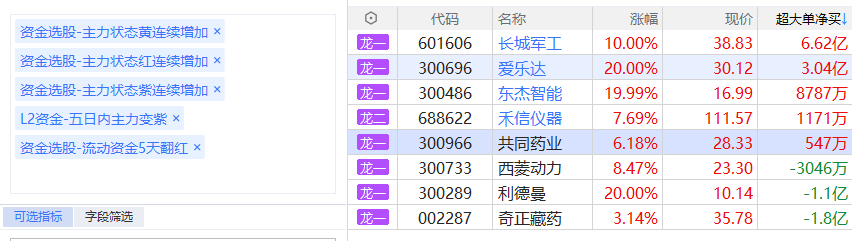 资金选股-主力状态黄连续增加 ×
资金选股-主力状态红连续增加 ×
资金选股-主力状态紫连续增加 ×
L2资金-五日内主力变紫 ×
资金选股-流动资金5天翻红 ×
可选指标 字段筛选
代码 名称 涨幅 现价 超大单净买↓
龙一 601606 长城军工 10.00% 38.83 6.62亿
龙一 300696 爱乐达 20.00% 30.12 3.04亿
龙一 300486 东杰智能 19.99% 16.99 8787万
龙二 688622 禾信仪器 7.69% 111.57 1171万
龙一 300966 共同药业 6.18% 28.33 547万
龙一 300733 西菱动力 8.47% 23.30 -3046万
龙一 300289 利德曼 20.00% 10.14 -1.1亿
龙一 002287 奇正藏药 3.14% 35.78 -1.8亿